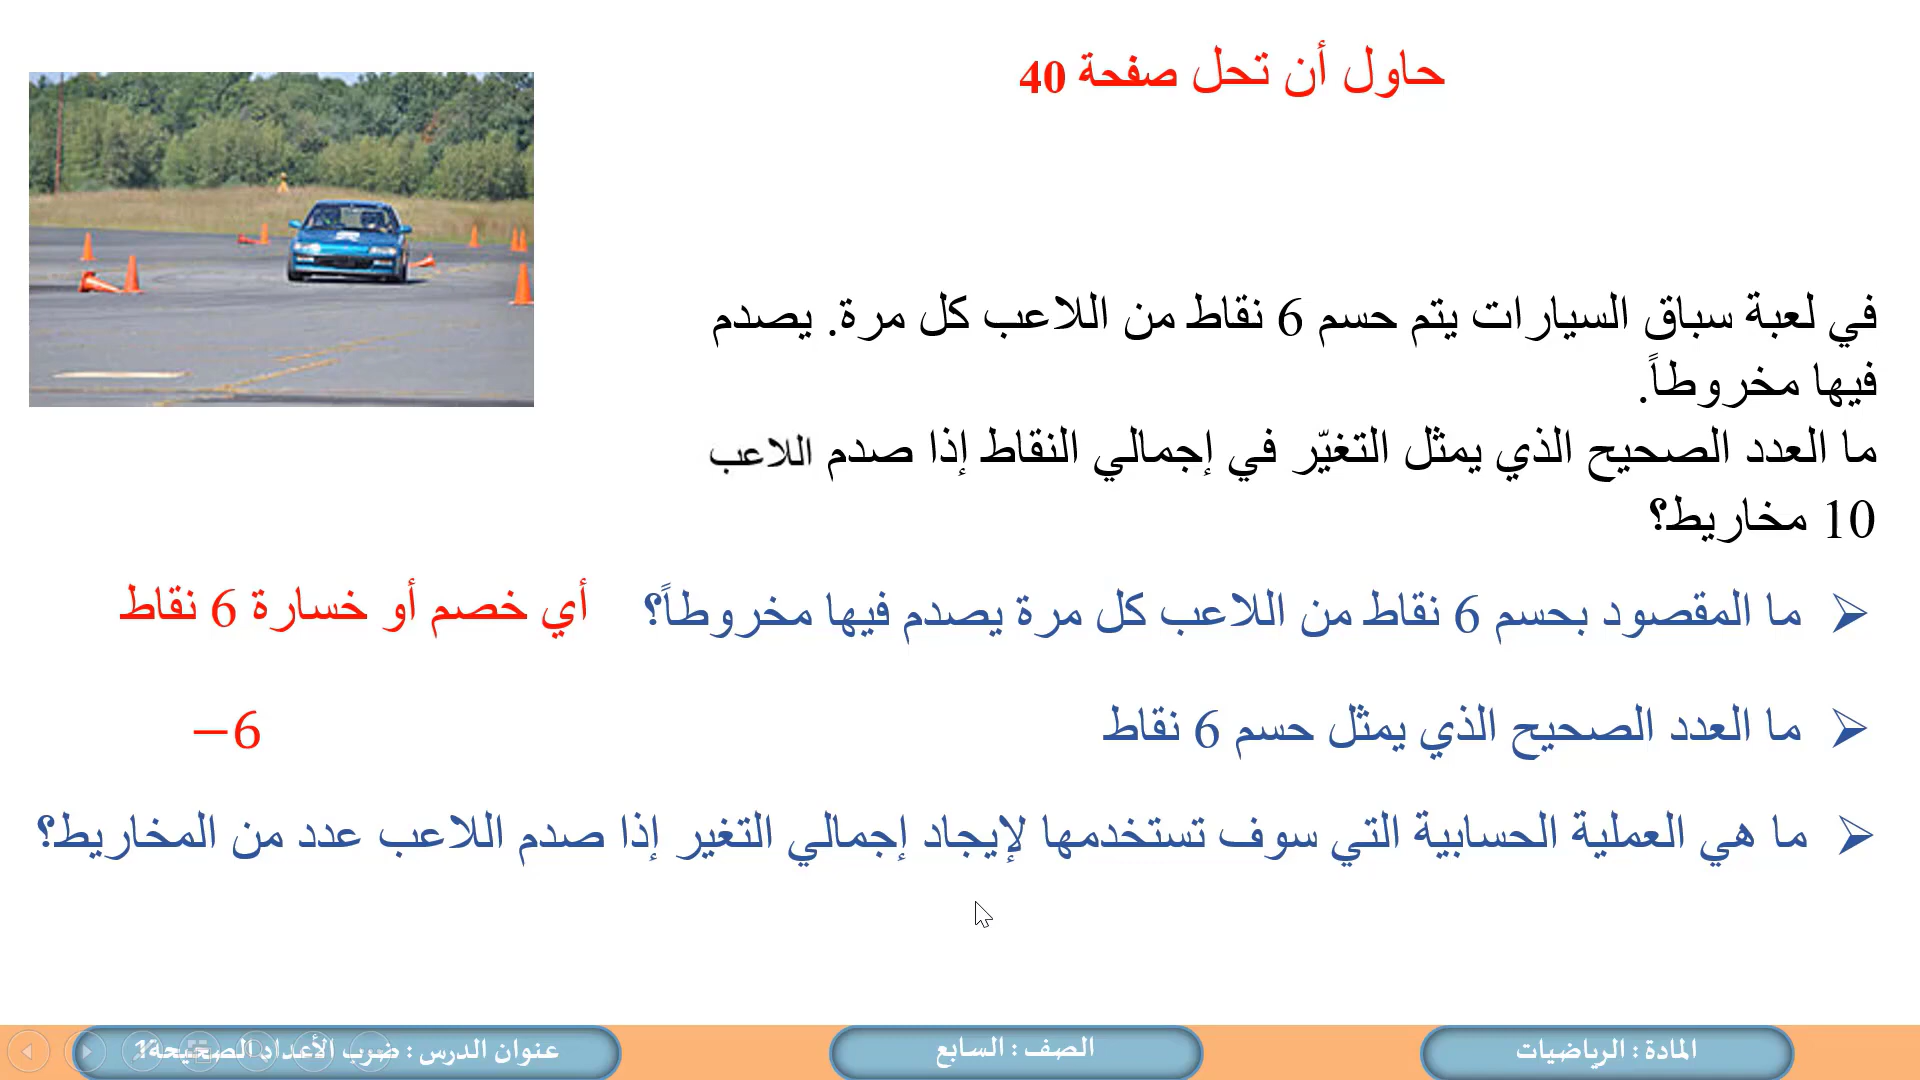 حاول أن تحل صفحة 40
في لعبة سباق السيارات يتم حسم 6 نقاط من اللاعب كل مرة. يصدم
فيها مخروطاً.
ما العدد الصحيح الذي يمثل التغيّر في إجمالي النقاط إذا صدم اللاعب
10 مخاريط؟
ما المقصود بحسم 6 نقاط من اللاعب كل مرة يصدم فيها مخروطاً؟ أي خصم أو خسارة 6 نقاط
ما العدد الصحيح الذي يمثل حسم 6 نقاط −6
ما هي العملية الحسابية التي سوف تستخدمها لإيجاد إجمالي التغير إذا صدم اللاعب عدد من المخاريط؟
المادة : الرياضيات
الصف : السابع
عنوان الدرس : ضرب الأعداد الصحيحة